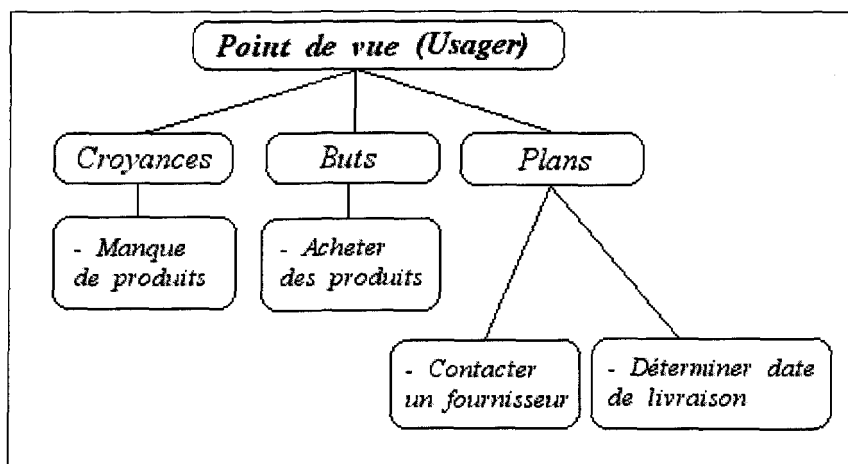 Point de vue (Usager)
Croyances
Buts
Plans
- Manque
de produits
- Acheter
des produits
- Contacter
un fournisseur
- Déterminer date
de livraison